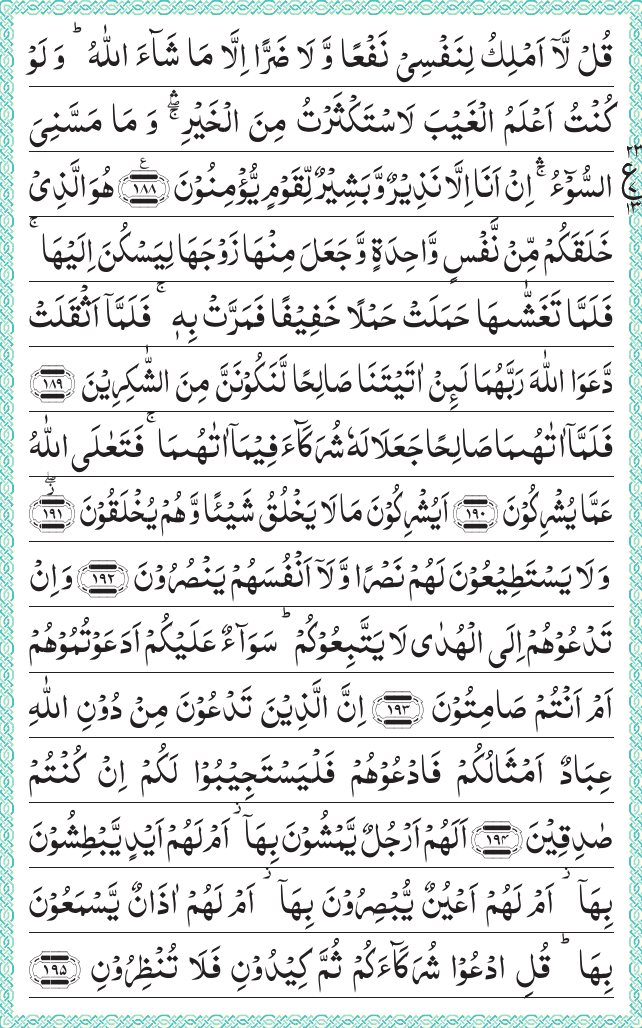 قُلْ لَّاۤ اَمْلِكُ لِنَفْسِیْ نَفْعًا وَّ لَا ضَرًّا اِلَّا مَا شَآءَ اللّٰهُ ؕ وَ لَوْ
كُنْتُ اَعْلَمُ الْغَیْبَ لَاسْتَكْثَرْتُ مِنَ الْخَیْرِ ۛۖۚ وَ مَا مَسَّنِیَ
السُّوْٓءُ ۛۚ اِنْ اَنَا اِلَّا نَذِیْرٌ وَّ بَشِیْرٌ لِّقَوْمٍ یُّؤْمِنُوْنَ ع ۱۸۸ هُوَ الَّذِیْ
۲۳ ع ۱۳
خَلَقَكُمْ مِّنْ نَّفْسٍ وَّاحِدَةٍ وَّ جَعَلَ مِنْهَا زَوْجَهَا لِیَسْكُنَ اِلَیْهَا ۚ
فَلَمَّا تَغَشّٰىهَا حَمَلَتْ حَمْلًا خَفِیْفًا فَمَرَّتْ بِهٖ ۚ فَلَمَّاۤ اَثْقَلَتْ
دَّعَوَا اللّٰهَ رَبَّهُمَا لَىِٕنْ اٰتَیْتَنَا صَالِحًا لَّنَكُوْنَنَّ مِنَ الشّٰكِرِیْنَ ۱۸۹
فَلَمَّاۤ اٰتٰىهُمَا صَالِحًا جَعَلَا لَهٗ شُرَكَآءَ فِیْمَاۤ اٰتٰىهُمَا ۚ فَتَعٰلَی اللّٰهُ
عَمَّا یُشْرِكُوْنَ ۱۹۰ اَیُشْرِكُوْنَ مَا لَا یَخْلُقُ شَیْـًٔا وَّ هُمْ یُخْلَقُوْنَ ۱۹۱
وَ لَا یَسْتَطِیْعُوْنَ لَهُمْ نَصْرًا وَّ لَاۤ اَنْفُسَهُمْ یَنْصُرُوْنَ ۱۹۲ وَ اِنْ
تَدْعُوْهُمْ اِلَی الْهُدٰی لَا یَتَّبِعُوْكُمْ ؕ سَوَآءٌ عَلَیْكُمْ اَدَعَوْتُمُوْهُمْ
اَمْ اَنْتُمْ صَامِتُوْنَ ۱۹۳ اِنَّ الَّذِیْنَ تَدْعُوْنَ مِنْ دُوْنِ اللّٰهِ
عِبَادٌ اَمْثَالُكُمْ فَادْعُوْهُمْ فَلْیَسْتَجِیْبُوْا لَكُمْ اِنْ كُنْتُمْ
صٰدِقِیْنَ ۱۹۴ اَلَهُمْ اَرْجُلٌ یَّمْشُوْنَ بِهَاۤ ؗ اَمْ لَهُمْ اَیْدٍ یَّبْطِشُوْنَ
بِهَاۤ ؗ اَمْ لَهُمْ اَعْیُنٌ یُّبْصِرُوْنَ بِهَاۤ ؗ اَمْ لَهُمْ اٰذَانٌ یَّسْمَعُوْنَ
بِهَا ؕ قُلِ ادْعُوْا شُرَكَآءَكُمْ ثُمَّ كِیْدُوْنِ فَلَا تُنْظِرُوْنِ ۱۹۵